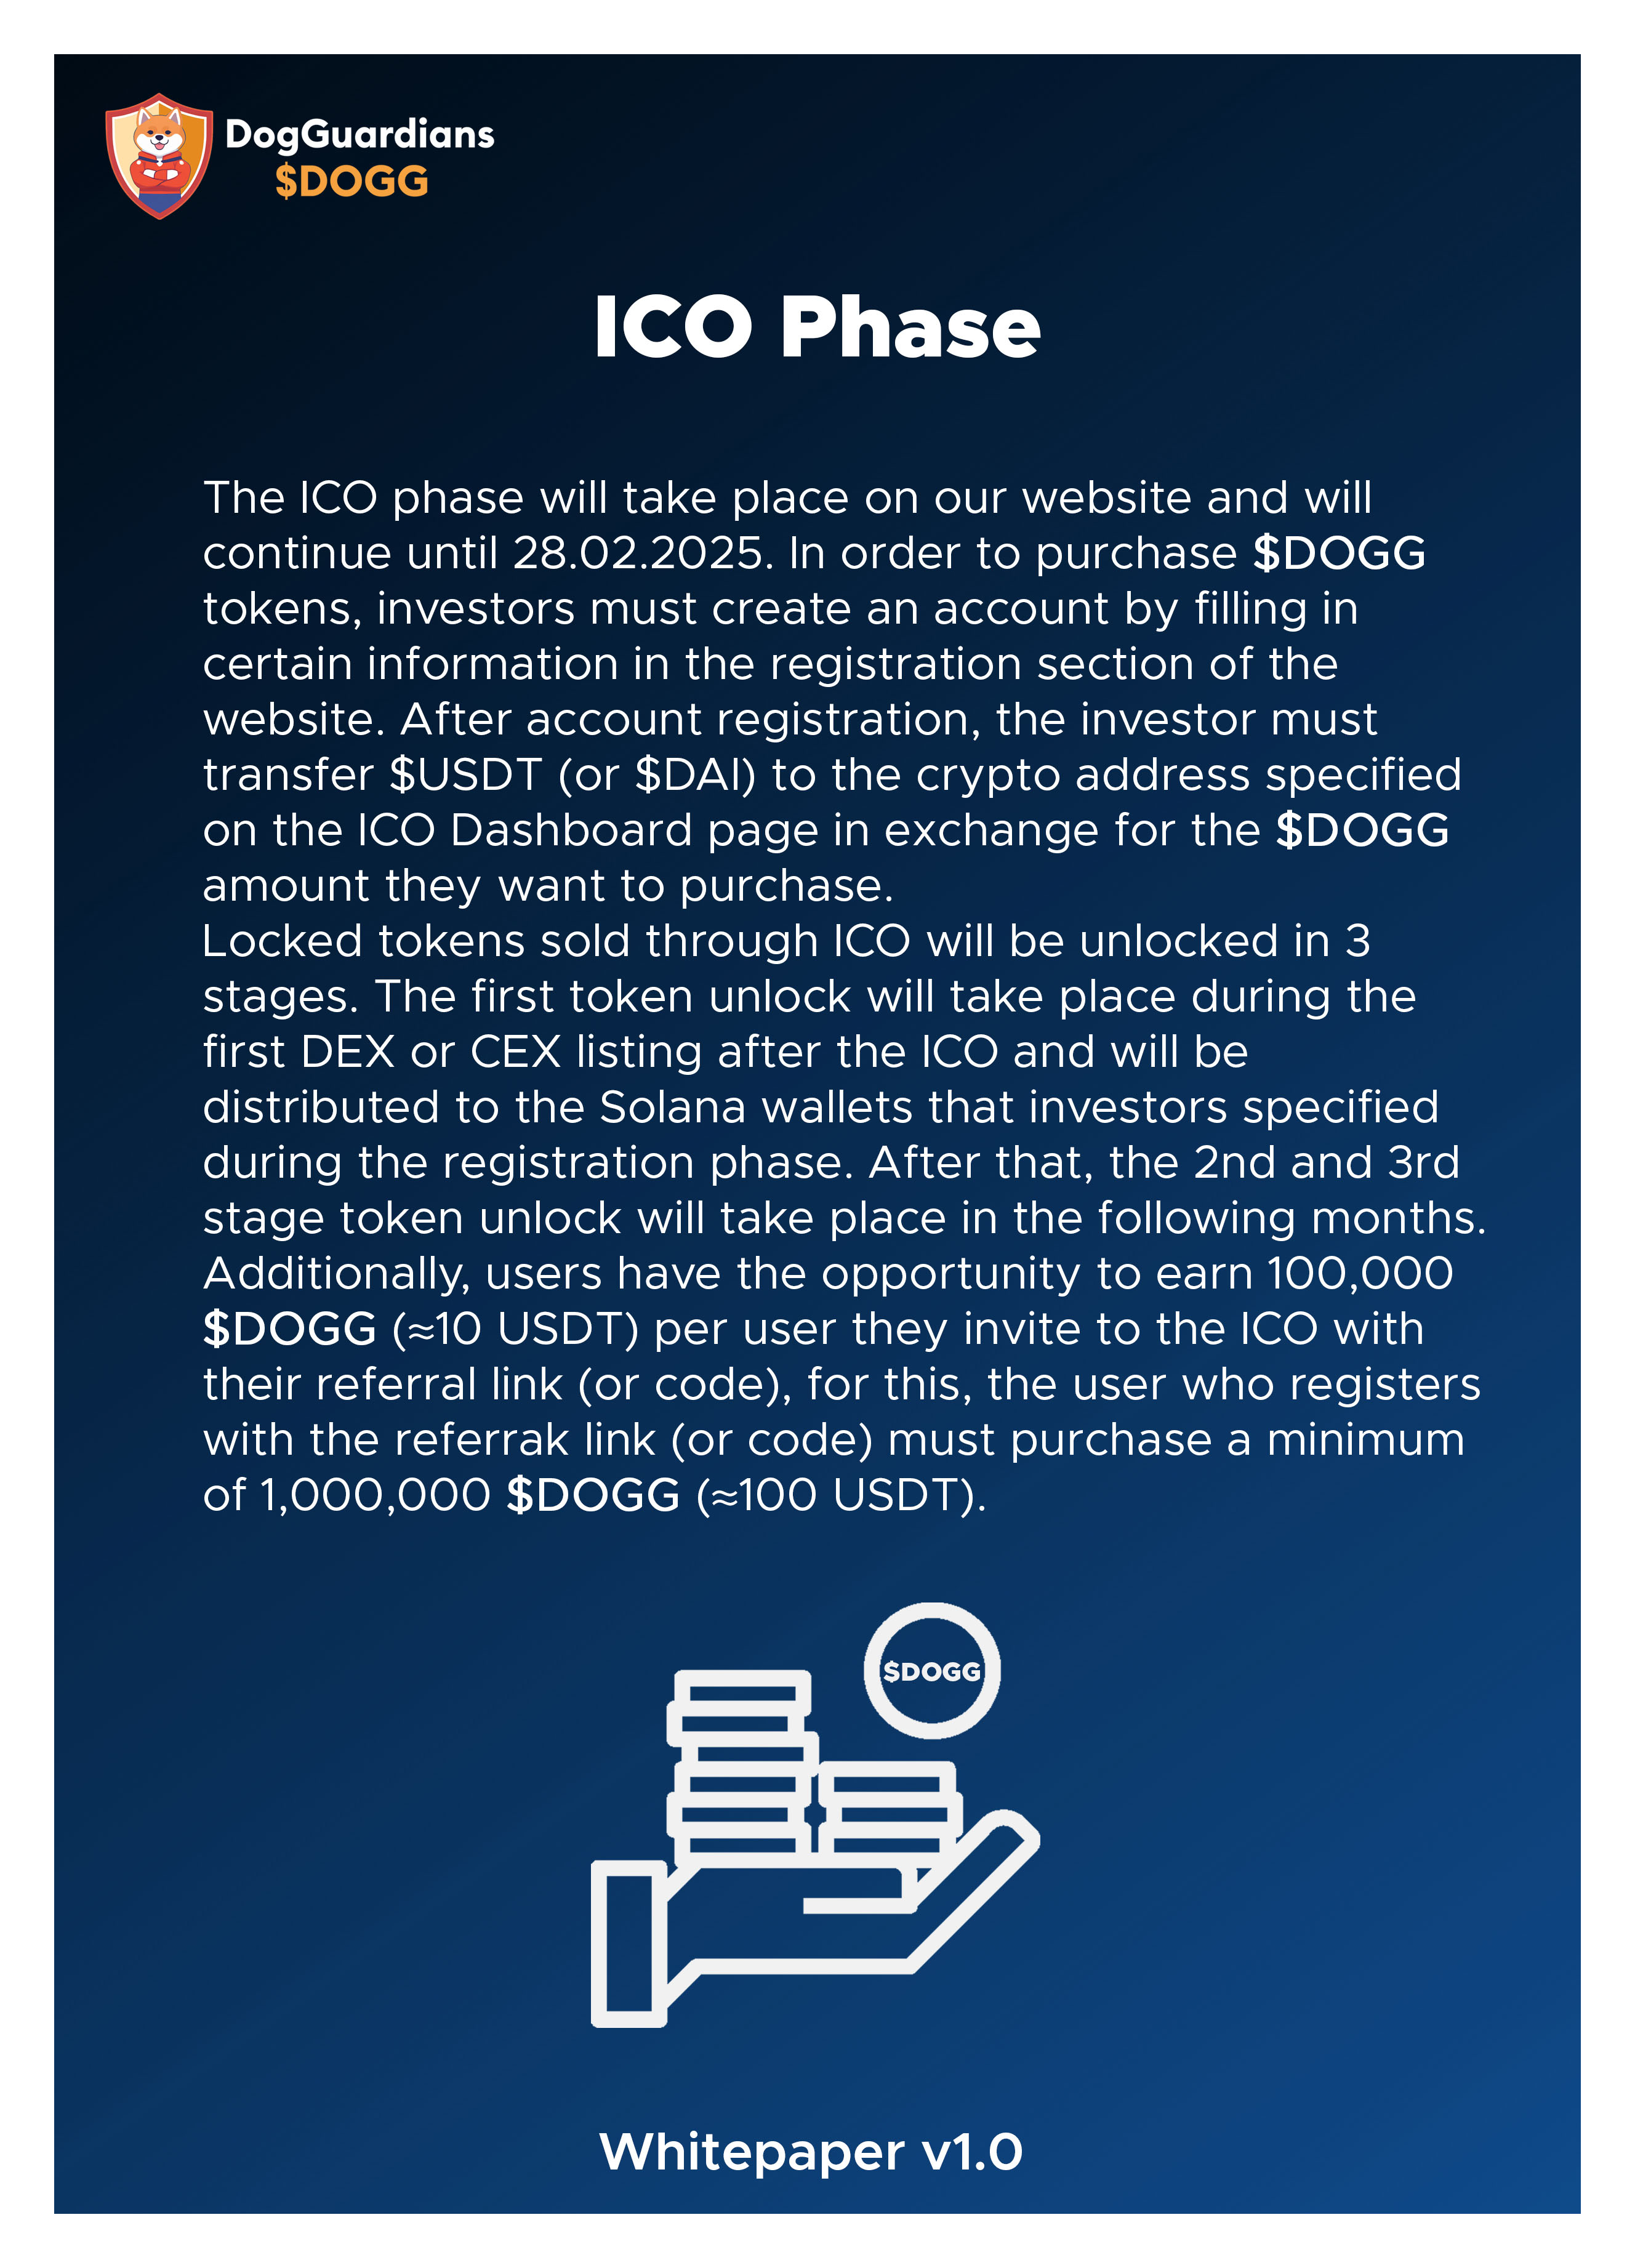 DogGuardians
$DOGG
ICO Phase
The ICO phase will take place on our website and will
continue until 28.02.2025. In order to purchase $DOGG
tokens, investors must create an account by filling in
certain information in the registration section of the
website. After account registration, the investor must
transfer $USDT (or $DAI) to the crypto address specified
on the ICO Dashboard page in exchange for the $DOGG
amount they want to purchase.
Locked tokens sold through ICO will be unlocked in 3
stages. The first token unlock will take place during the
first DEX or CEX listing after the ICO and will be
distributed to the Solana wallets that investors specified
during the registration phase. After that, the 2nd and 3rd
stage token unlock will take place in the following months.
Additionally, users have the opportunity to earn 100,000
$DOGG (≈10 USDT) per user they invite to the ICO with
their referral link (or code), for this, the user who registers
with the referrak link (or code) must purchase a minimum
of 1,000,000 $DOGG (≈100 USDT).
$DOGG
Whitepaper v1.0